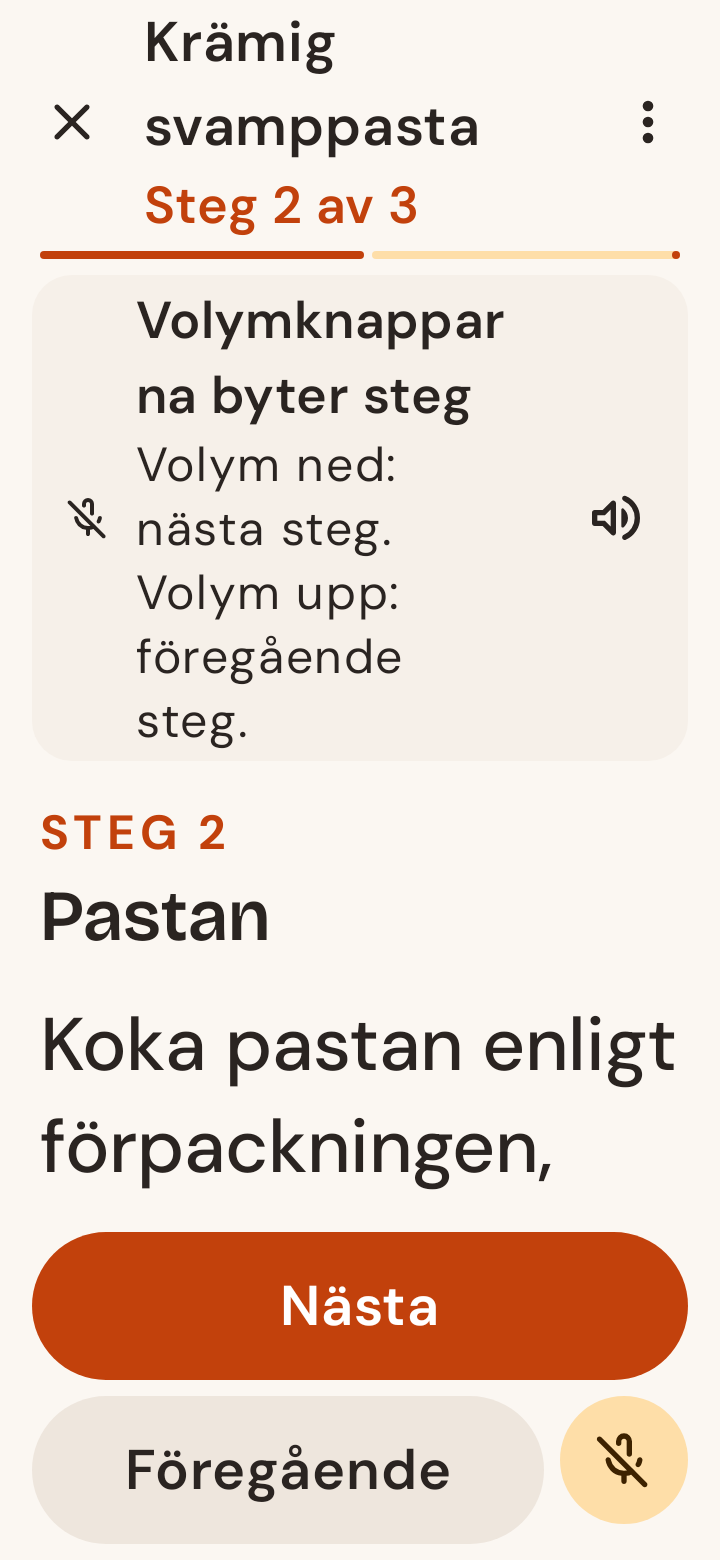 Krämig
svamppasta
Steg 2 av 3
Volymknappar
na byter steg
Volym ned:
nästa steg.
Volym upp:
föregående
steg.
STEG 2
Pastan
Koka pastan enligt
förpackningen,
Nästa
Föregående